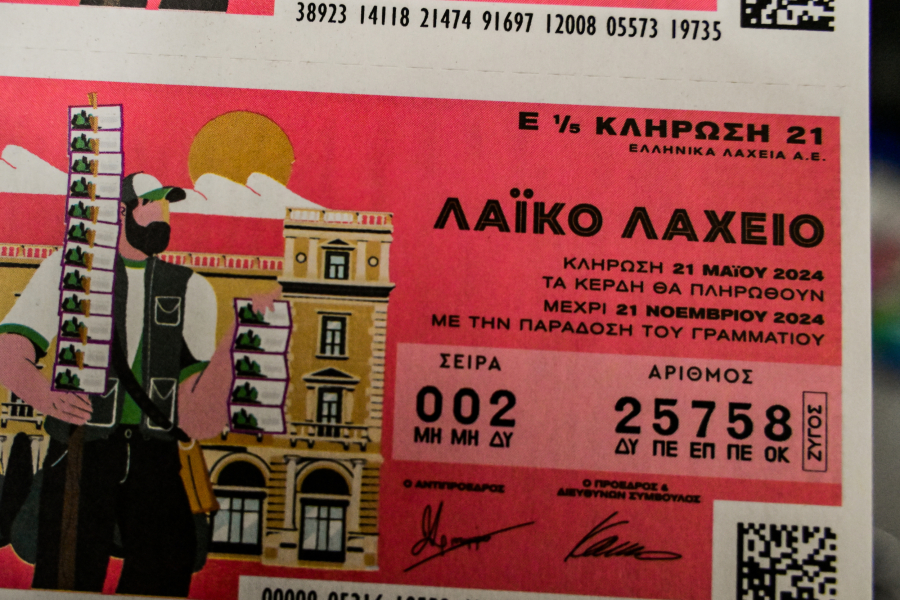 38923 14118 21474 91697 12008 05573 19735
Ε 1/5 ΚΛΗΡΩΣΗ 21
ΕΛΛΗΝΙΚΑ ΛΑΧΕΙΑ Α.Ε.
ΛΑΪΚΟ ΛΑΧΕΙΟ
ΚΛΗΡΩΣΗ 21 ΜΑΪΟΥ 2024
ΤΑ ΚΕΡΔΗ ΘΑ ΠΛΗΡΩΘΟΥΝ
ΜΕΧΡΙ 21 ΝΟΕΜΒΡΙΟΥ 2024
ΜΕ ΤΗΝ ΠΑΡΑΔΟΣΗ ΤΟΥ ΓΡΑΜΜΑΤΙΟΥ
ΣΕΙΡΑ
002
ΜΗ ΜΗ ΔΥ
ΑΡΙΘΜΟΣ
25758
ΔΥ ΠΕ ΕΠ ΠΕ ΟΚ
ΖΥΓΟΣ
Ο ΑΝΤΙΠΡΟΕΔΡΟΣ
Ο ΠΡΟΕΔΡΟΣ &
ΔΙΕΥΘΥΝΩΝ ΣΥΜΒΟΥΛΟΣ